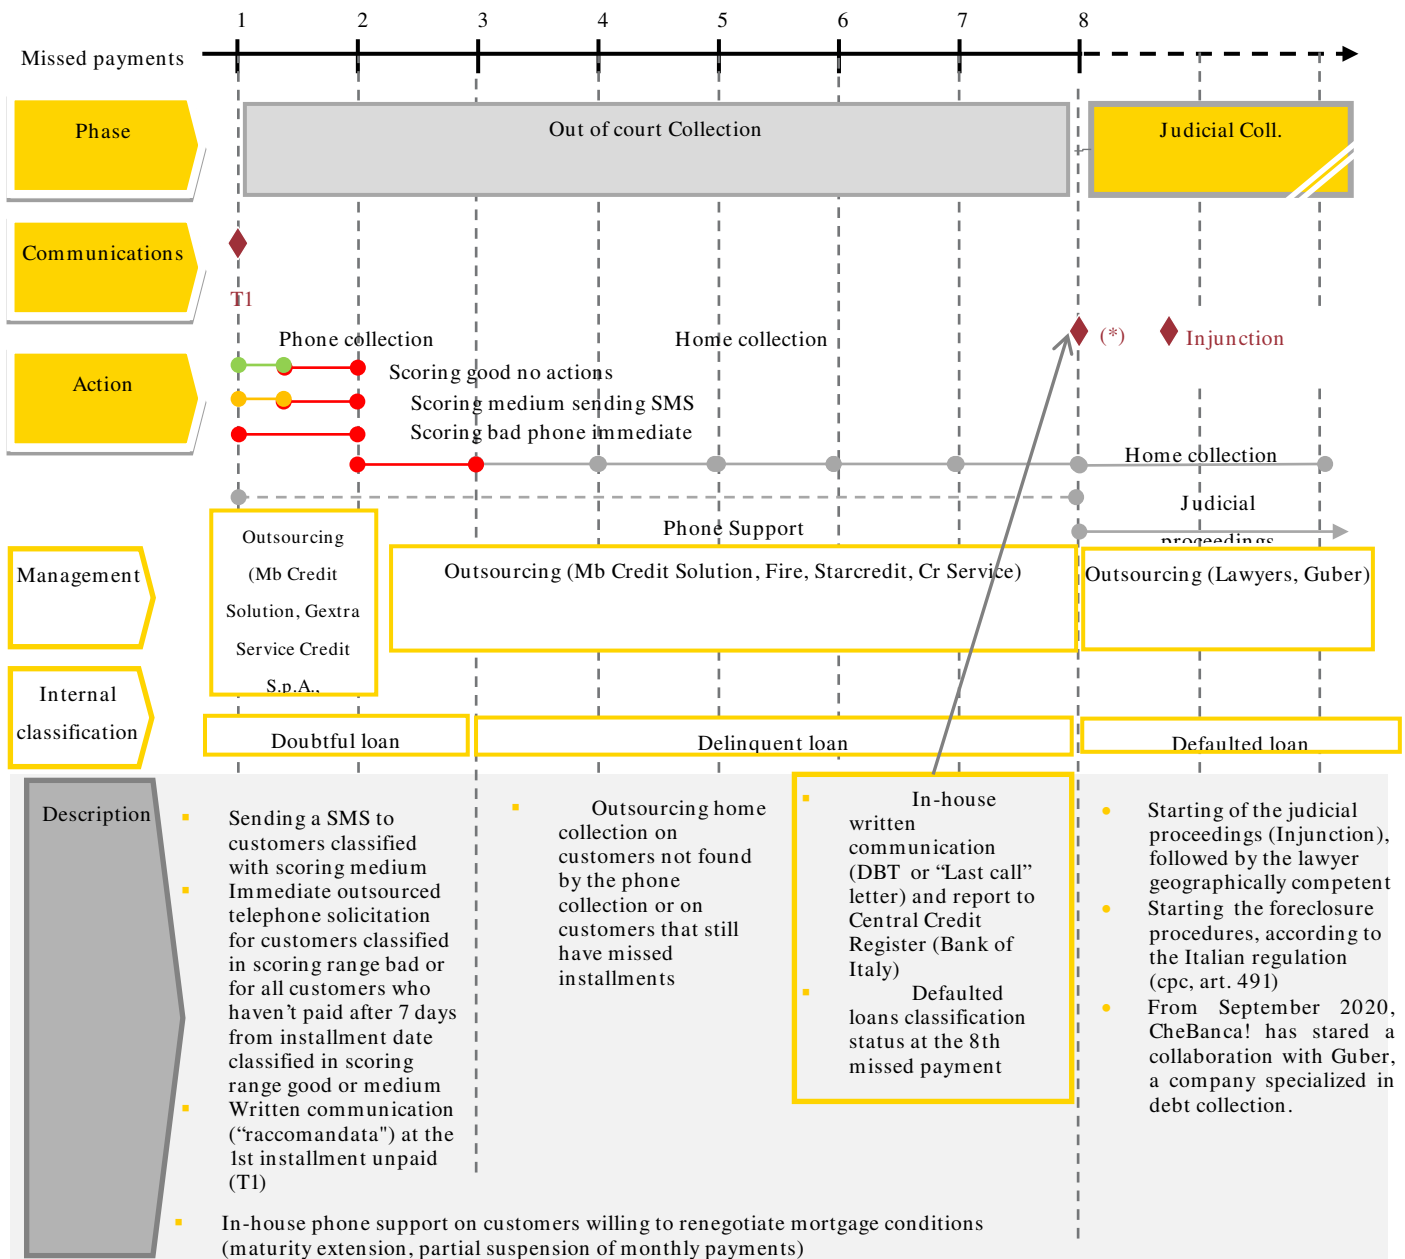 1 2 3 4 5 6 7 8
Missed payments
Phase
Out of court Collection
Judicial Coll.
Communications
T1
(*)
Injunction
Phone collection
Home collection
Action
Scoring good no actions
Scoring medium sending SMS
Scoring bad phone immediate
Home collection
Judicial
proceedings
Phone Support
Management
Outsourcing
(Mb Credit
Solution, Gextra
Service Credit
S.p.A.,
Outsourcing (Mb Credit Solution, Fire, Starcredit, Cr Service)
Outsourcing (Lawyers, Guber)
Internal
classification
Doubtful loan
Delinquent loan
Defaulted loan
Description
Sending a SMS to
customers classified
with scoring medium
Immediate outsourced
telephone solicitation
for customers classified
in scoring range bad or
for all customers who
haven't paid after 7 days
from installment date
classified in scoring
range good or medium
Written communication
(“raccomandata") at the
1st installment unpaid
(T1)
Outsourcing home
collection on
customers not found
by the phone
collection or on
customers that still
have missed
installments
In-house
written
communication
(DBT or “Last call”
letter) and report to
Central Credit
Register (Bank of
Italy)
Defaulted
loans classification
status at the 8th
missed payment
Starting of the judicial
proceedings (Injunction),
followed by the lawyer
geographically competent
Starting the foreclosure
procedures, according to
the Italian regulation
(cpc, art. 491)
From September 2020,
CheBanca! has stared a
collaboration with Guber,
a company specialized in
debt collection.
In-house phone support on customers willing to renegotiate mortgage conditions
(maturity extension, partial suspension of monthly payments)